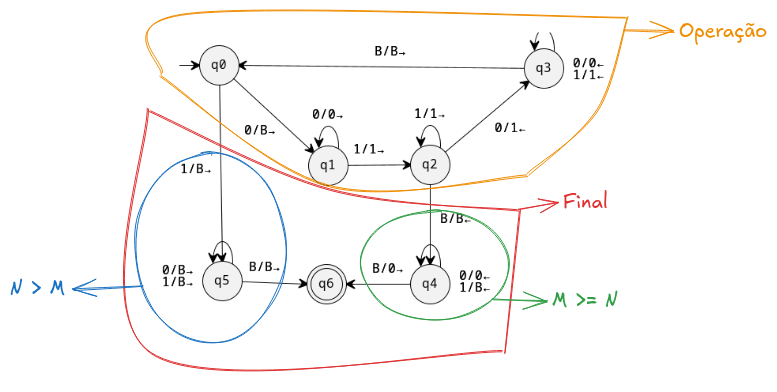 Operação
B/B→
q0
q3
0/0←
1/1←
0/0→
1/1→
0/B→
0/1←
1/1→
q1
q2
1/B→
Final
B/B←
0/B→
1/B→
B/B→
B/0→
0/0←
1/B←
q5
q6
q4
N > M
M >= N